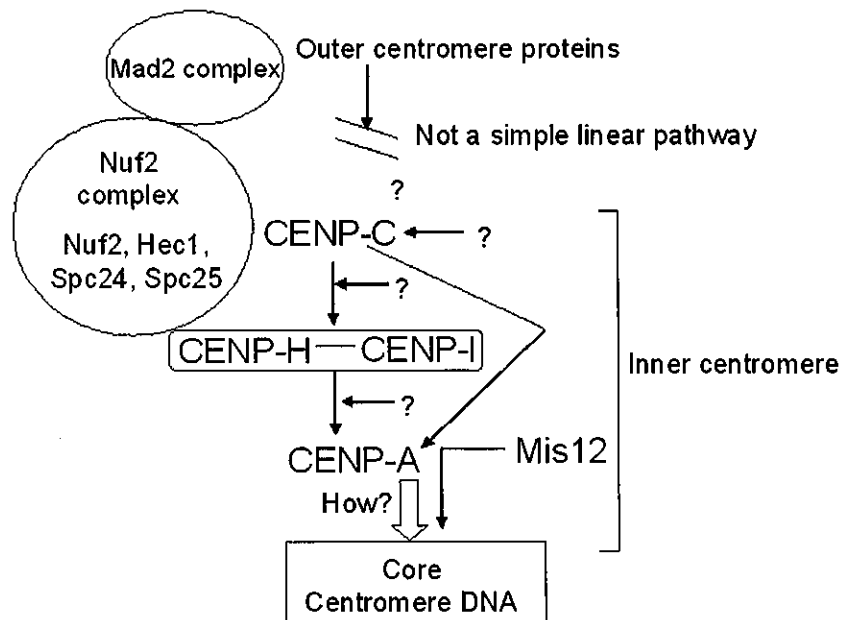 Outer centromere proteins
Mad2 complex
Not a simple linear pathway
Nuf2
complex
Nuf2, Hec1,
Spc24, Spc25
?
CENP-C
?
?
CENP-H — CENP-I
Inner centromere
?
CENP-A
Mis12
How?
Core
Centromere DNA